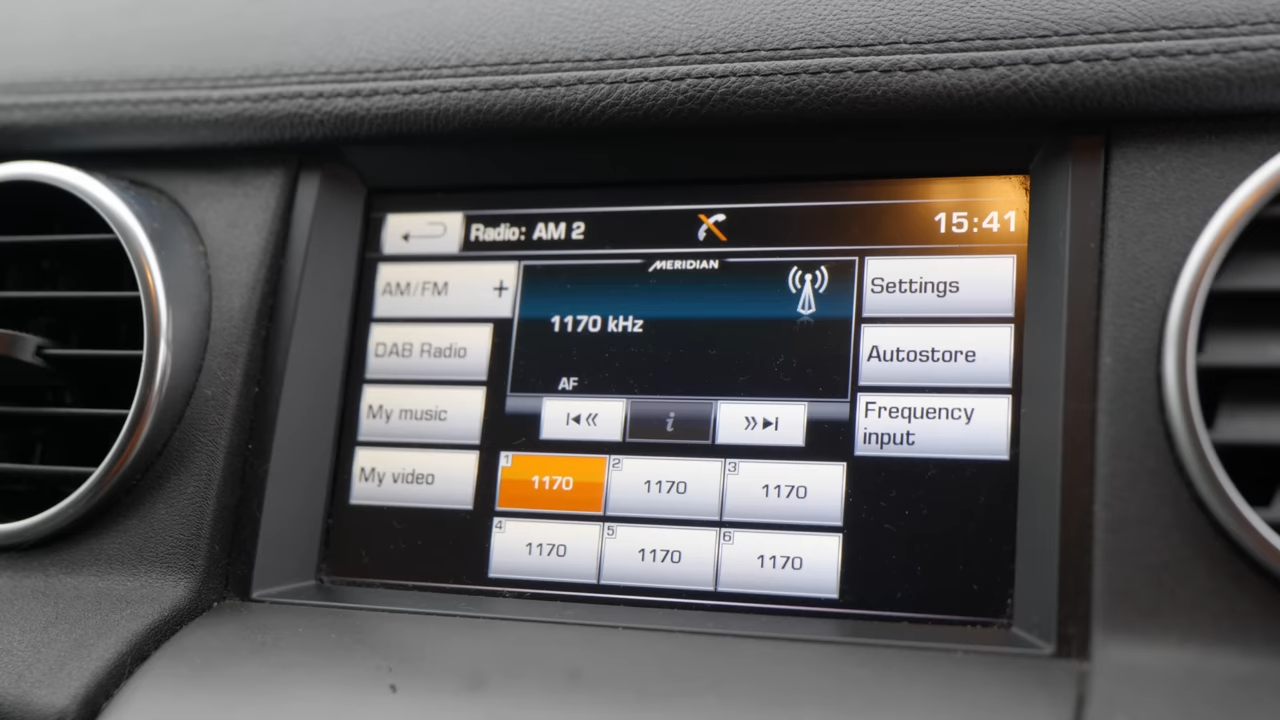 Radio: AM 2
15:41
AM/FM +
MERIDIAN
Settings
1170 kHz
DAB Radio
Autostore
AF
My music
i
Frequency
input
My video
1 1170
2 1170
3 1170
4 1170
5 1170
6 1170